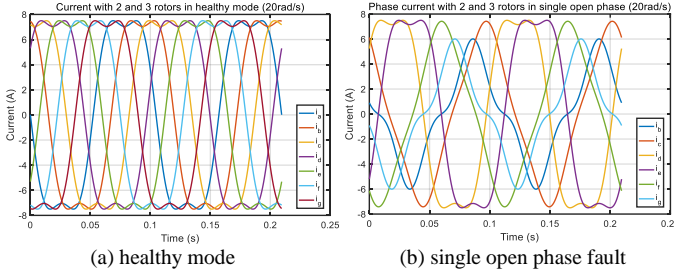 Current with 2 and 3 rotors in healthy mode (20rad/s)
8
6
4
2
0
-2
-4
-6
-8
Current (A)
i_a
i_b
i_c
i_d
i_e
i_f
i_g
0 0.05 0.1 0.15 0.2 0.25
Time (s)
(a) healthy mode
Phase current with 2 and 3 rotors in single open phase (20rad/s)
8
6
4
2
0
-2
-4
-6
-8
Current (A)
i_b
i_c
i_d
i_e
i_f
i_g
0 0.05 0.1 0.15 0.2 0.2
Time (s)
(b) single open phase fault